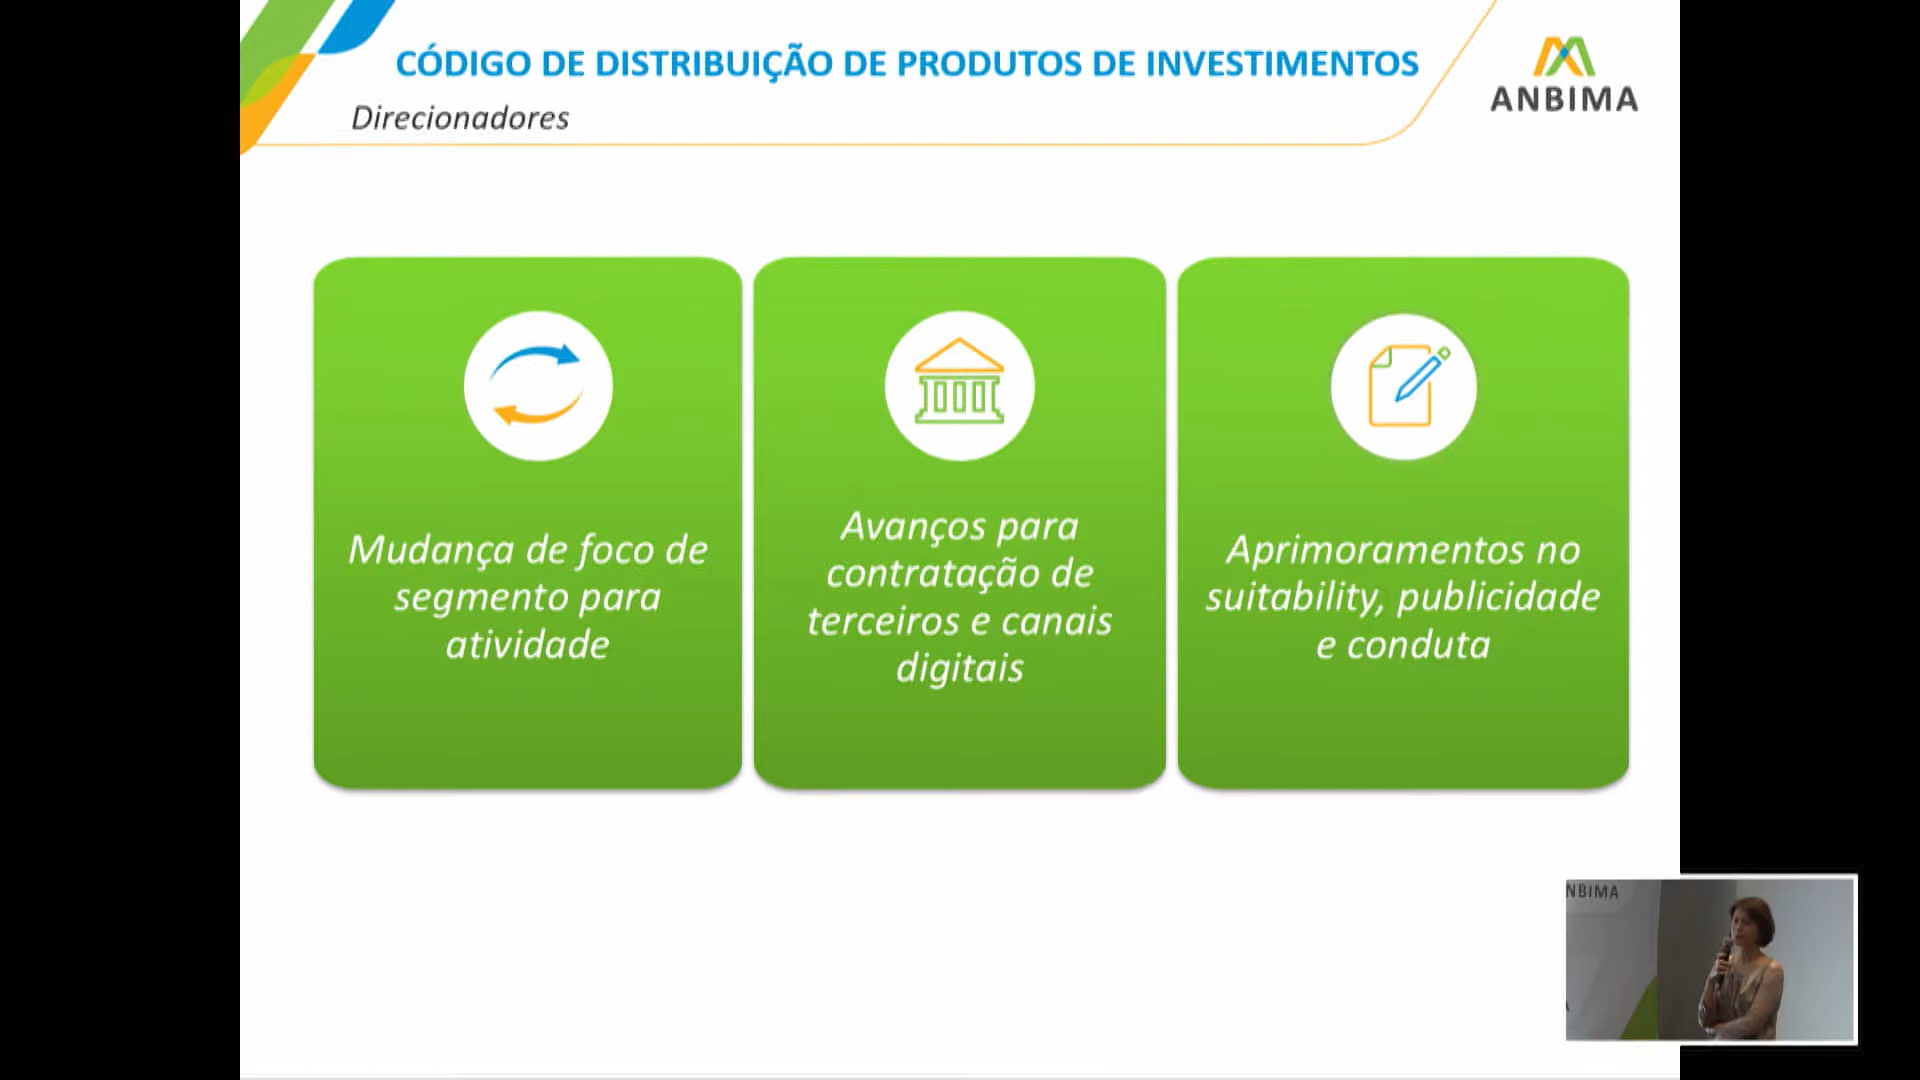 CÓDIGO DE DISTRIBUIÇÃO DE PRODUTOS DE INVESTIMENTOS
Direcionadores
ANBIMA
Mudança de foco de
segmento para
atividade
Avanços para
contratação de
terceiros e canais
digitais
Aprimoramentos no
suitability, publicidade
e conduta
NBIMA